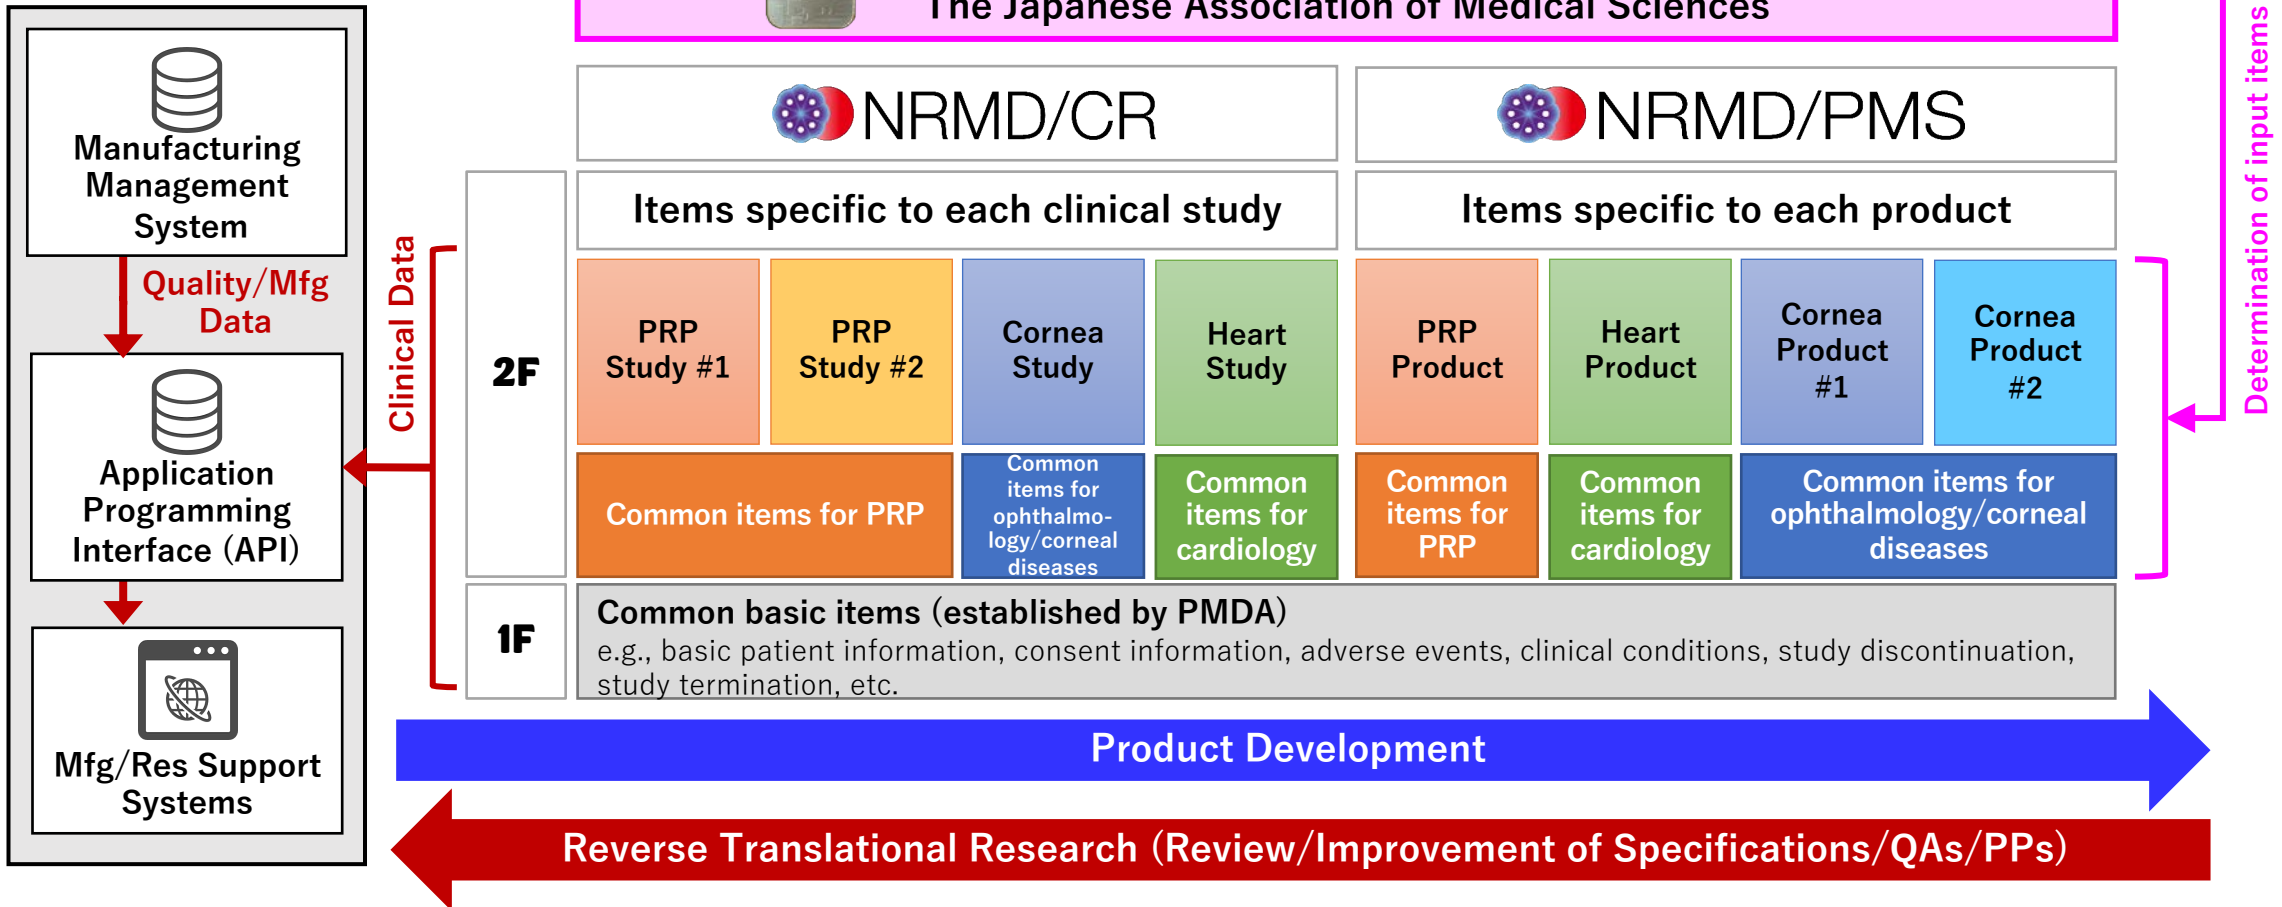 The Japanese Association of Medical Sciences
Manufacturing
Management
System
Quality/Mfg
Data
Application
Programming
Interface (API)
Mfg/Res Support
Systems
Clinical Data
NRMD/CR
NRMD/PMS
2F
Items specific to each clinical study
Items specific to each product
PRP
Study #1
PRP
Study #2
Cornea
Study
Heart
Study
PRP
Product
Heart
Product
Cornea
Product
#1
Cornea
Product
#2
Common items for PRP
Common
items for
ophthalmo-
logy/corneal
diseases
Common
items for
cardiology
Common
items for
PRP
Common
items for
cardiology
Common items for
ophthalmology/corneal
diseases
1F
Common basic items (established by PMDA)
e.g., basic patient information, consent information, adverse events, clinical conditions, study discontinuation,
study termination, etc.
Determination of input items
Product Development
Reverse Translational Research (Review/Improvement of Specifications/QAs/PPs)